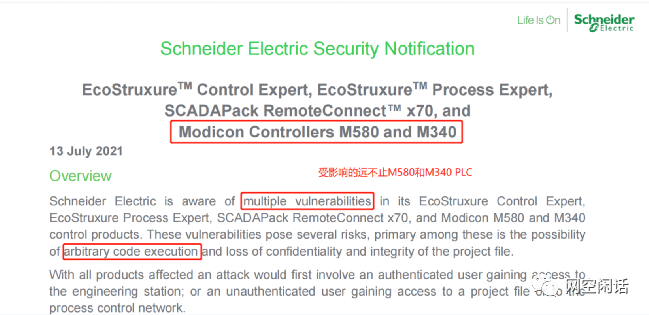 Life Is On | Schneider Electric
Schneider Electric Security Notification
EcoStruxure™ Control Expert, EcoStruxure™ Process Expert,
SCADAPack RemoteConnect™ x70, and
Modicon Controllers M580 and M340
13 July 2021
受影响的远不止M580和M340 PLC
Overview
Schneider Electric is aware of multiple vulnerabilities in its EcoStruxure Control Expert,
EcoStruxure Process Expert, SCADAPack RemoteConnect x70, and Modicon M580 and M340
control products. These vulnerabilities pose several risks, primary among these is the possibility
of arbitrary code execution and loss of confidentiality and integrity of the project file.
With all products affected an attack would first involve an authenticated user gaining access to
the engineering station; or an unauthenticated user gaining access to a project file or to the
process control network.
网空闲话